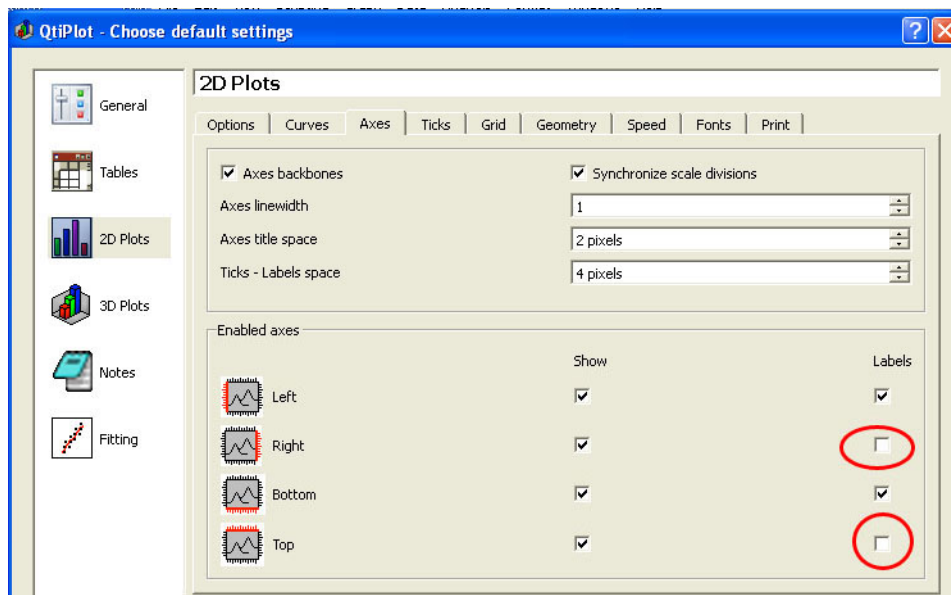 QtiPlot - Choose default settings
General
Tables
2D Plots
3D Plots
Notes
Fitting
2D Plots
Options Curves Axes Ticks Grid Geometry Speed Fonts Print
Axes backbones Synchronize scale divisions
Axes linewidth 1
Axes title space 2 pixels
Ticks - Labels space 4 pixels
Enabled axes
Show Labels
Left
Right
Bottom
Top